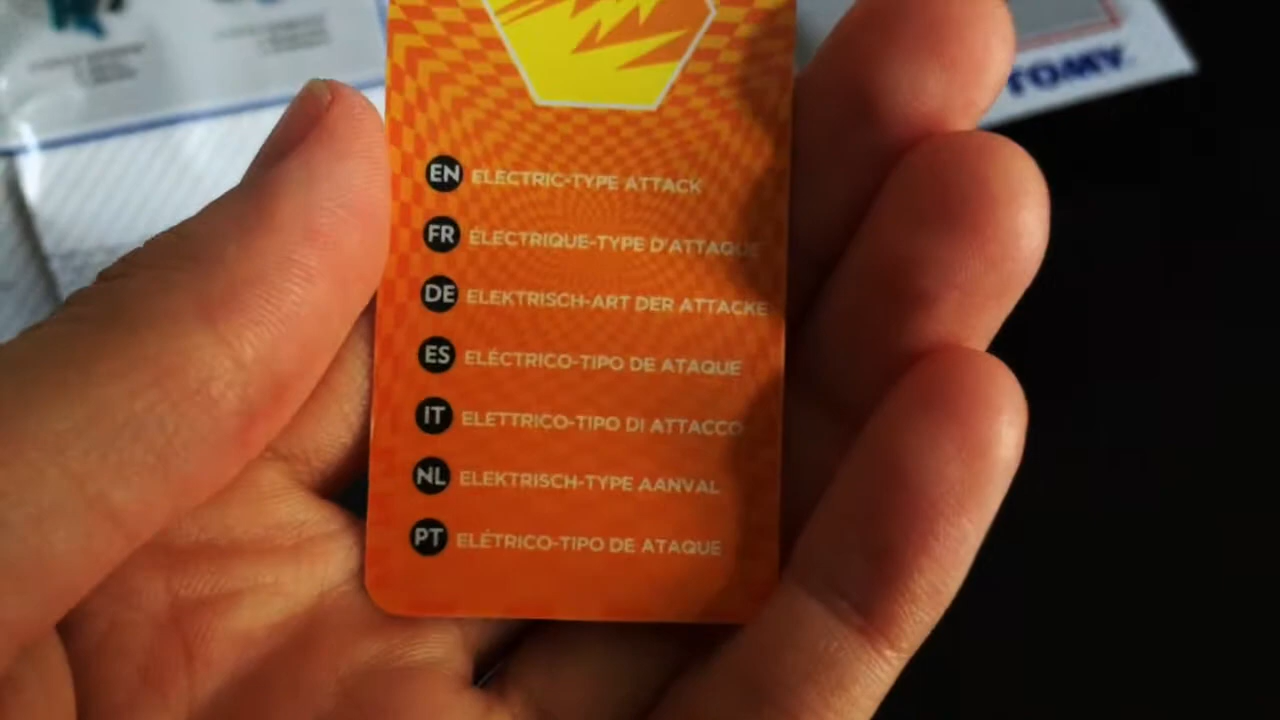 TOMY
EN ELECTRIC-TYPE ATTACK
FR ÉLECTRIQUE-TYPE D'ATTAQUE
DE ELEKTRISCH-ART DER ATTACKE
ES ELÉCTRICO-TIPO DE ATAQUE
IT ELETTRICO-TIPO DI ATTACCO
NL ELEKTRISCH-TYPE AANVAL
PT ELÉTRICO-TIPO DE ATAQUE